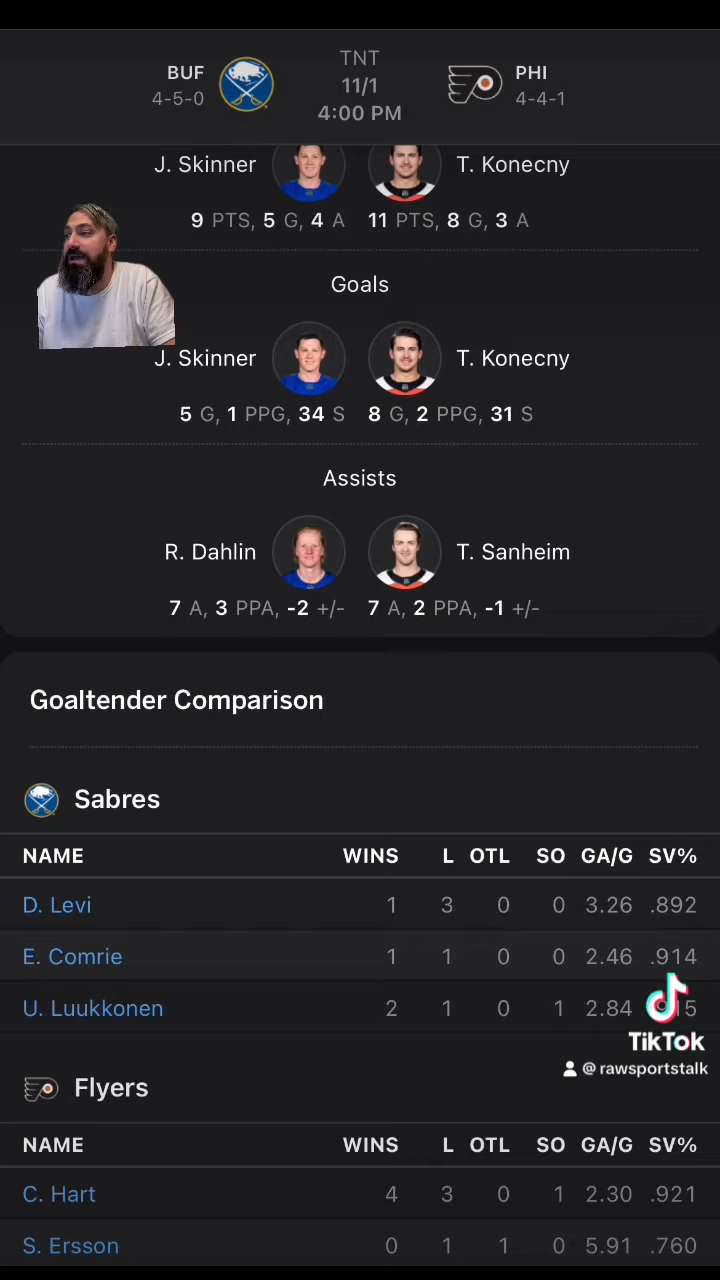 TNT
BUF PHI
4-5-0 11/1 4-4-1
4:00 PM
J. Skinner T. Konecny
9 PTS, 5 G, 4 A 11 PTS, 8 G, 3 A
Goals
J. Skinner T. Konecny
5 G, 1 PPG, 34 S 8 G, 2 PPG, 31 S
Assists
R. Dahlin T. Sanheim
7 A, 3 PPA, -2 +/- 7 A, 2 PPA, -1 +/-
Goaltender Comparison
Sabres
NAME WINS L OTL SO GA/G SV%
D. Levi 1 3 0 0 3.26 .892
E. Comrie 1 1 0 0 2.46 .914
U. Luukkonen 2 1 0 1 2.84
TikTok
@rawsportstalk
Flyers
NAME WINS L OTL SO GA/G SV%
C. Hart 4 3 0 1 2.30 .921
S. Ersson 0 1 1 0 5.91 .760